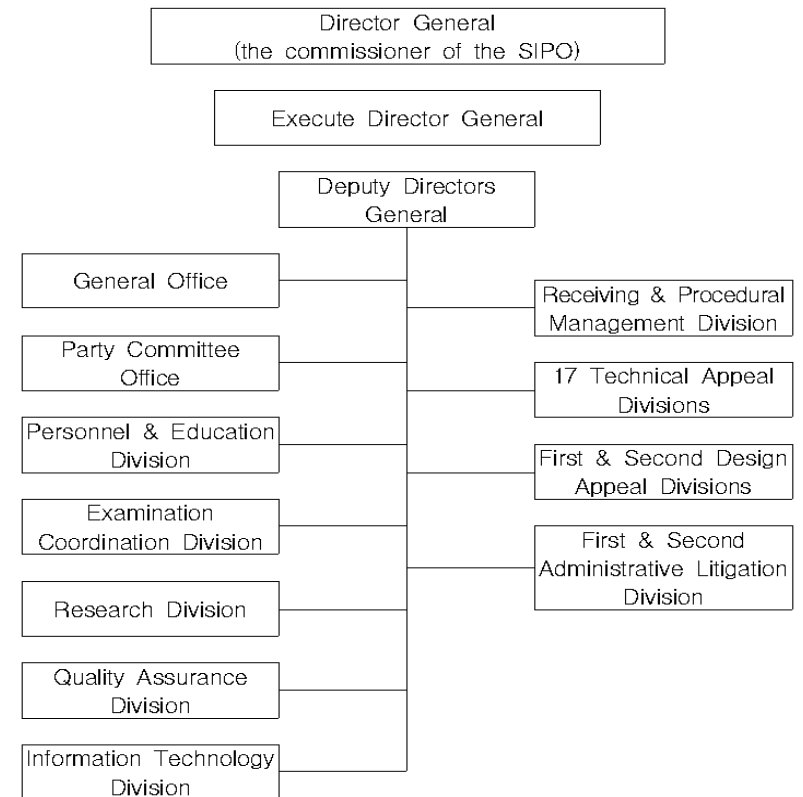 Director General
(the commissioner of the SIPO)
Execute Director General
Deputy Directors
General
General Office
Party Committee
Office
Personnel & Education
Division
Examination
Coordination Division
Research Division
Quality Assurance
Division
Information Technology
Division
Receiving & Procedural
Management Division
17 Technical Appeal
Divisions
First & Second Design
Appeal Divisions
First & Second
Administrative Litigation
Division